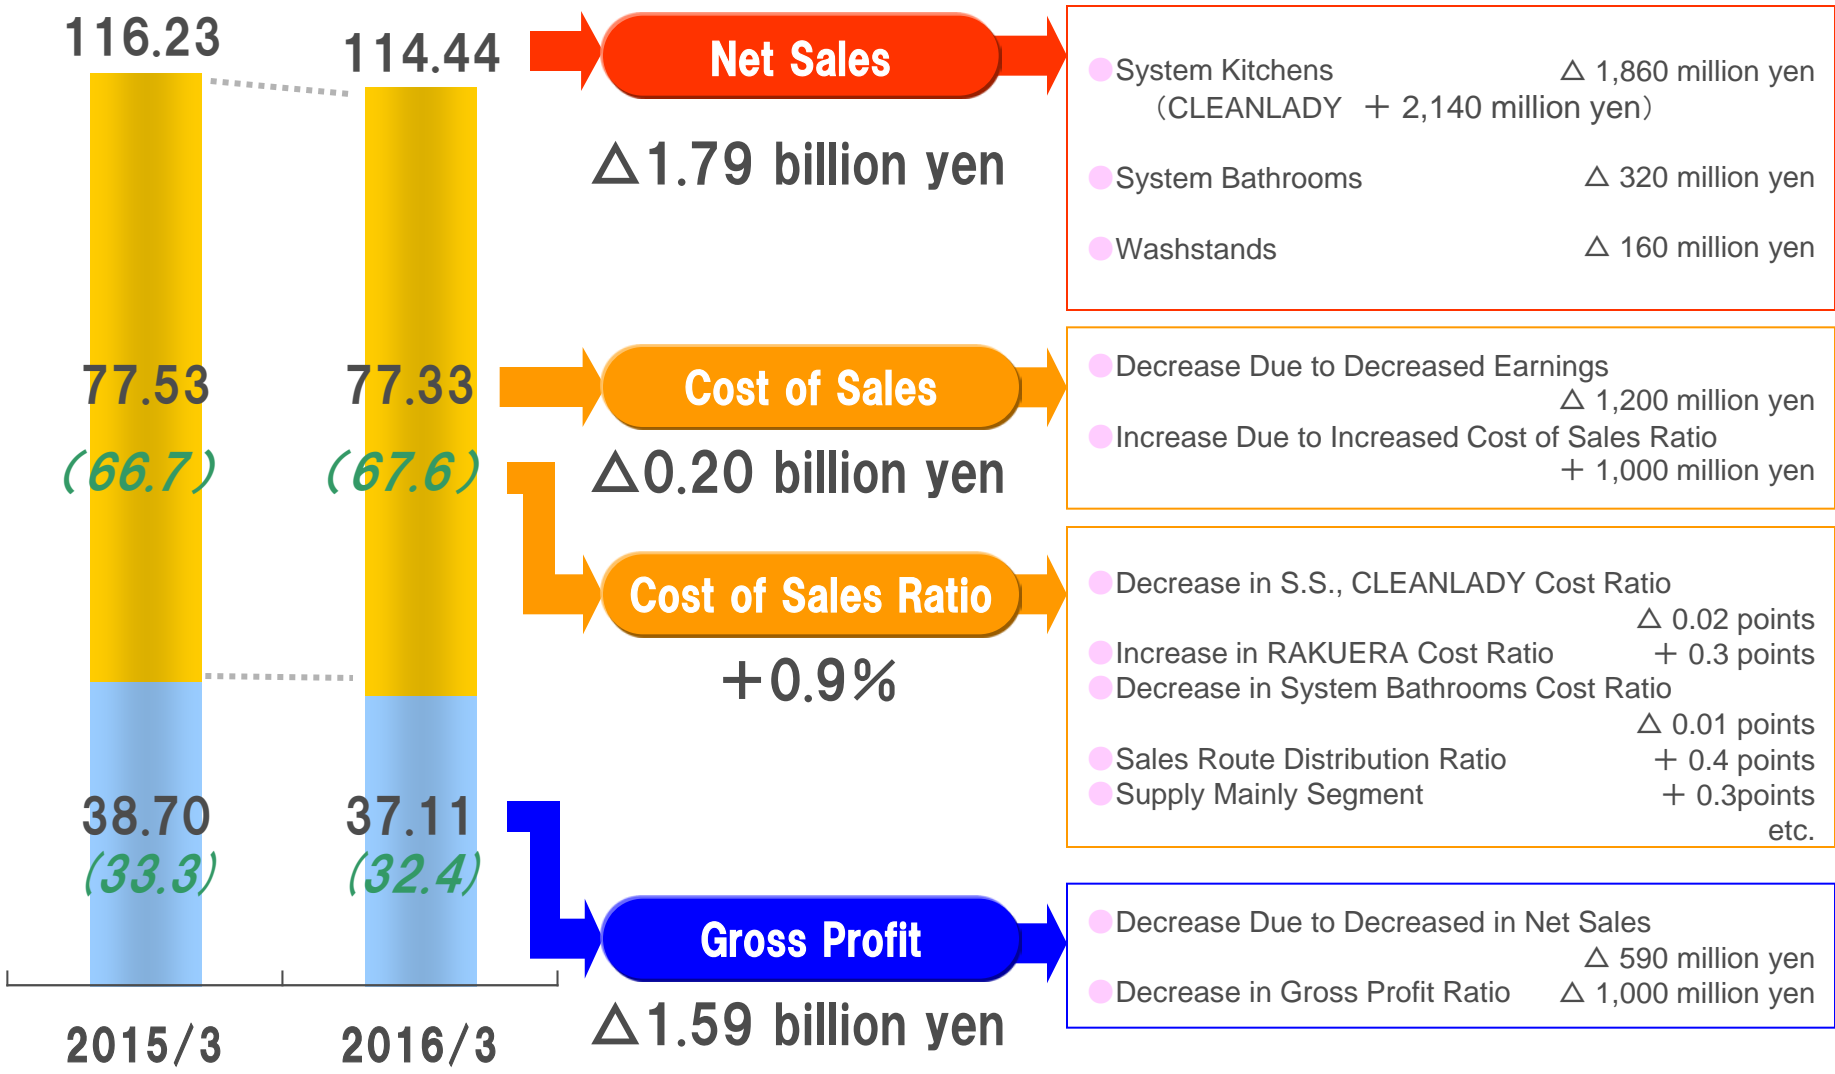 116.23
114.44
77.53
77.33
(66.7)
(67.6)
38.70
37.11
(33.3)
(32.4)
2015/3
2016/3
Net Sales
△1.79 billion yen
●System Kitchens △ 1,860 million yen
（CLEANLADY ＋ 2,140 million yen）
●System Bathrooms △ 320 million yen
●Washstands △ 160 million yen
Cost of Sales
△0.20 billion yen
●Decrease Due to Decreased Earnings
△ 1,200 million yen
●Increase Due to Increased Cost of Sales Ratio
＋ 1,000 million yen
Cost of Sales Ratio
＋0.9%
●Decrease in S.S., CLEANLADY Cost Ratio
△ 0.02 points
●Increase in RAKUERA Cost Ratio ＋ 0.3 points
●Decrease in System Bathrooms Cost Ratio
△ 0.01 points
●Sales Route Distribution Ratio ＋ 0.4 points
●Supply Mainly Segment ＋ 0.3points
etc.
Gross Profit
△1.59 billion yen
●Decrease Due to Decreased in Net Sales
△ 590 million yen
●Decrease in Gross Profit Ratio △ 1,000 million yen